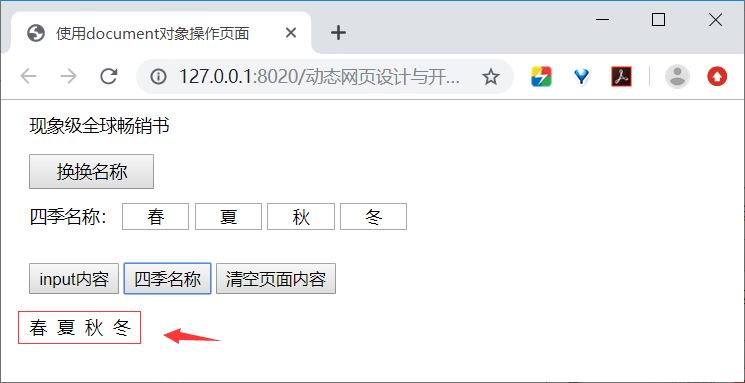 使用document对象操作页面
127.0.0.1:8020/动态网页设计与开...
现象级全球畅销书
换换名称
四季名称： 春 夏 秋 冬
input内容 四季名称 清空页面内容
春 夏 秋 冬